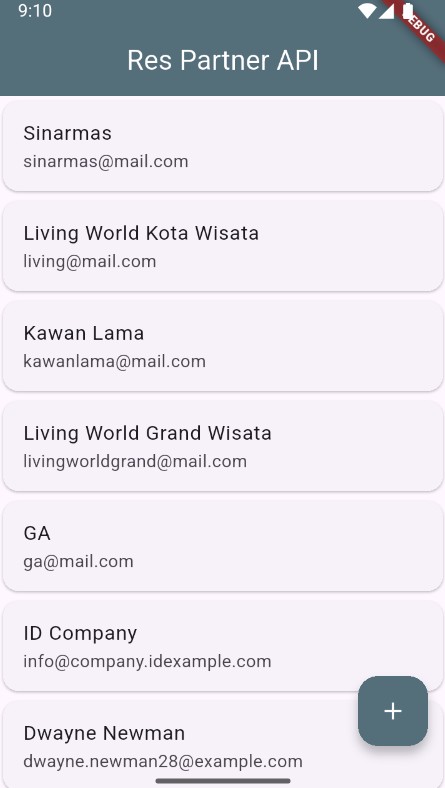 9:10
DEBUG
Res Partner API
Sinarmas
sinarmas@mail.com
Living World Kota Wisata
living@mail.com
Kawan Lama
kawanlama@mail.com
Living World Grand Wisata
livingworldgrand@mail.com
GA
ga@mail.com
ID Company
info@company.idexample.com
Dwayne Newman
dwayne.newman28@example.com